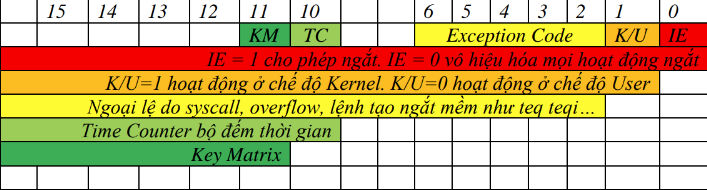 15 14 13 12 11 10 6 5 4 3 2 1 0
KM TC Exception Code K/U IE
IE = 1 cho phép ngắt. IE = 0 vô hiệu hóa mọi hoạt động ngắt
K/U=1 hoạt động ở chế độ Kernel. K/U=0 hoạt động ở chế độ User
Ngoại lệ do syscall, overflow, lệnh tạo ngắt mềm như teq teqi…
Time Counter bộ đếm thời gian
Key Matrix